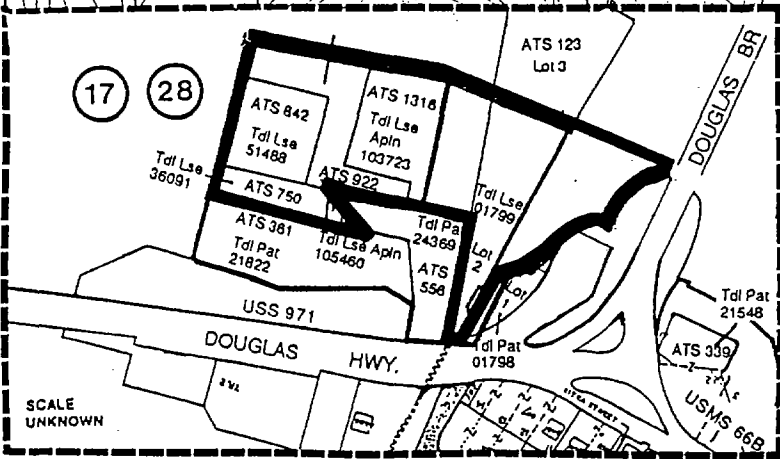 ATS 123
Lot 3
DOUGLAS BR
17
28
ATS 842
Tdl Lse
51488
ATS 1316
Tdl Lse
Apln
103723
Tdl Lse
36091
ATS 750
ATS 922
Tdl Lse
01799
ATS 381
Tdl Pat
21822
Tdl Lse Apln
105460
Tdl Pa
24369
Lot
2
ATS
556
Lot
1
USS 971
DOUGLAS HWY.
Tdl Pat
01798
Tdl Pat
21548
ATS 339
USMS 66B
SCALE
UNKNOWN